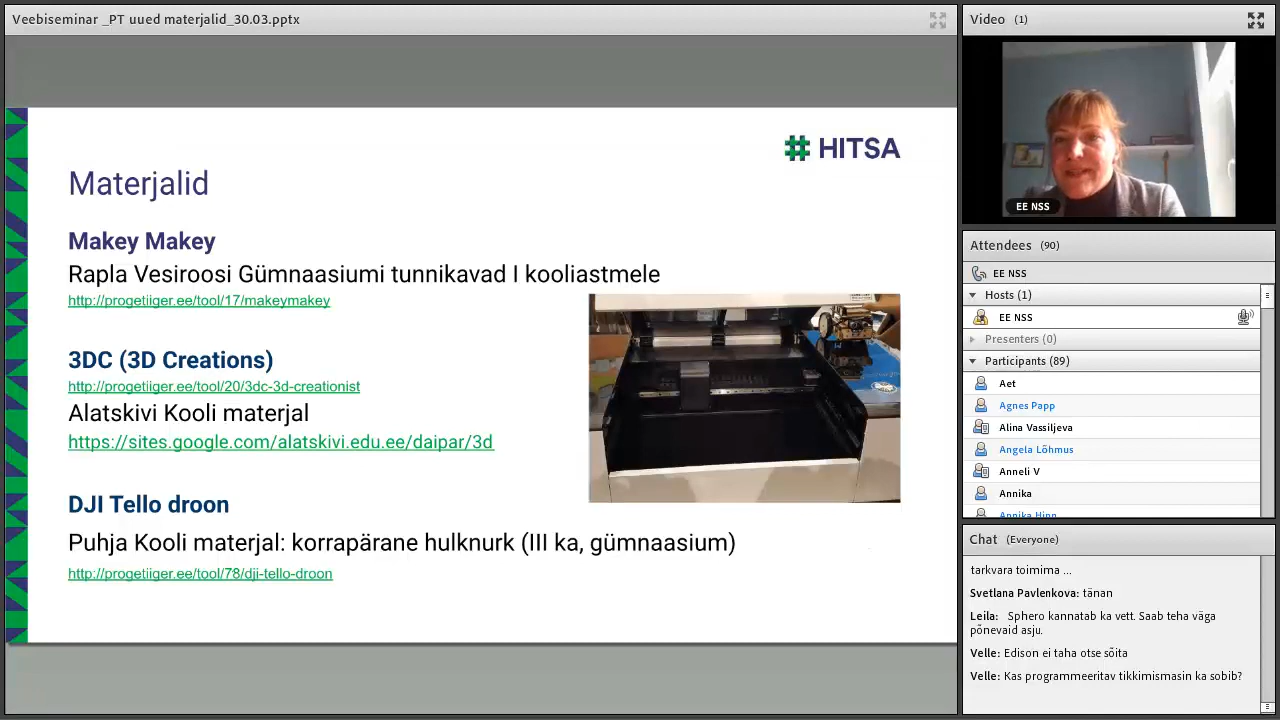 Veebiseminar _PT uued materjalid_30.03.pptx
HITSA
Materjalid
Makey Makey
Rapla Vesiroosi Gümnaasiumi tunnikavad I kooliastmele
http://progetiiger.ee/tool/17/makeymakey
3DC (3D Creations)
http://progetiiger.ee/tool/20/3dc-3d-creationist
Alatskivi Kooli materjal
https://sites.google.com/alatskivi.edu.ee/daipar/3d
DJI Tello droon
Puhja Kooli materjal: korrapärane hulknurk (III ka, gümnaasium)
http://progetiiger.ee/tool/78/dji-tello-droon
Video (1)
EE NSS
Attendees (90)
EE NSS
Hosts (1)
EE NSS
Presenters (0)
Participants (89)
Aet
Agnes Papp
Alina Vassiljeva
Angela Lõhmus
Anneli V
Annika
Annika Hinn
Chat (Everyone)
tarkvara toimima ...
Svetlana Pavlenkova: tänan
Leila: Sphero kannatab ka vett. Saab teha väga
põnevaid asju.
Velle: Edison ei taha otse sõita
Velle: Kas programmeeritav tikkimismasin ka sobib?